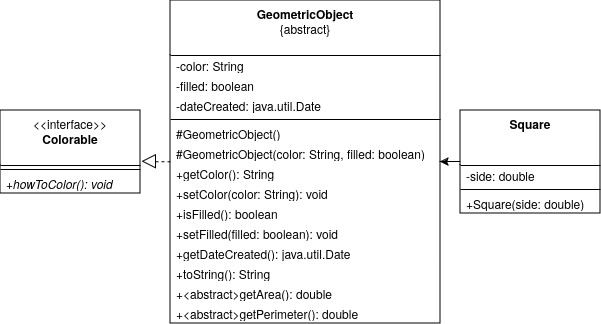 GeometricObject
{abstract}
-color: String
-filled: boolean
-dateCreated: java.util.Date
#GeometricObject()
#GeometricObject(color: String, filled: boolean)
+getColor(): String
+setColor(color: String): void
+isFilled(): boolean
+setFilled(filled: boolean): void
+getDateCreated(): java.util.Date
+toString(): String
+<abstract>getArea(): double
+<abstract>getPerimeter(): double
<<interface>>
Colorable
+howToColor(): void
Square
-side: double
+Square(side: double)